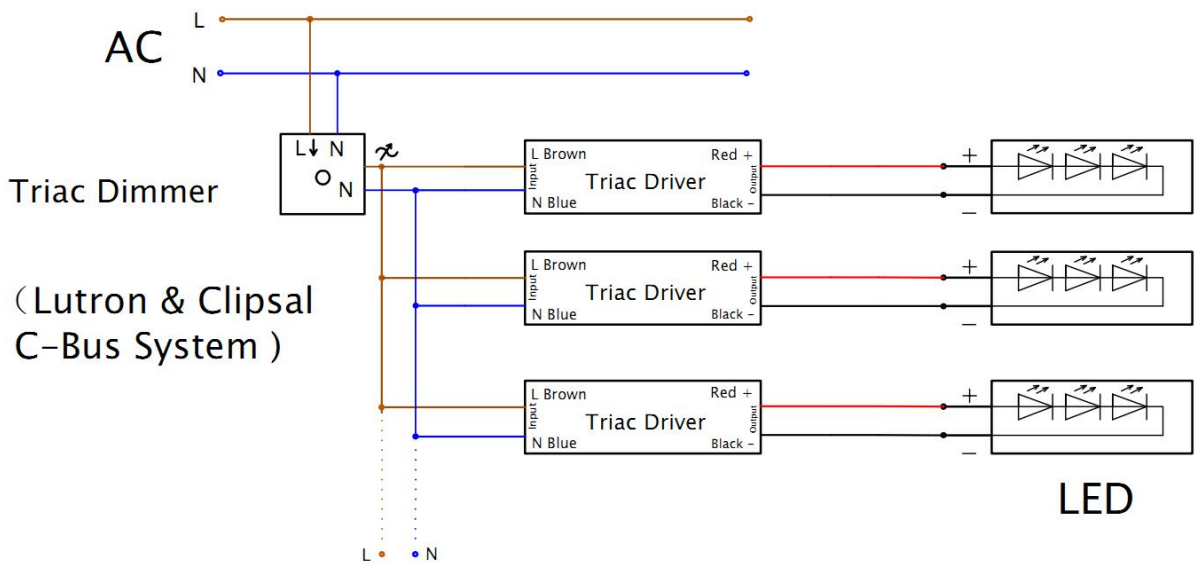 L
AC
N
L N
N
Triac Dimmer
(Lutron & Clipsal
C-Bus System )
L Brown
Input
N Blue
Triac Driver
Red +
Output
Black -
+
−
L Brown
Input
N Blue
Triac Driver
Red +
Output
Black -
+
−
L Brown
Input
N Blue
Triac Driver
Red +
Output
Black -
+
−
LED
L
N